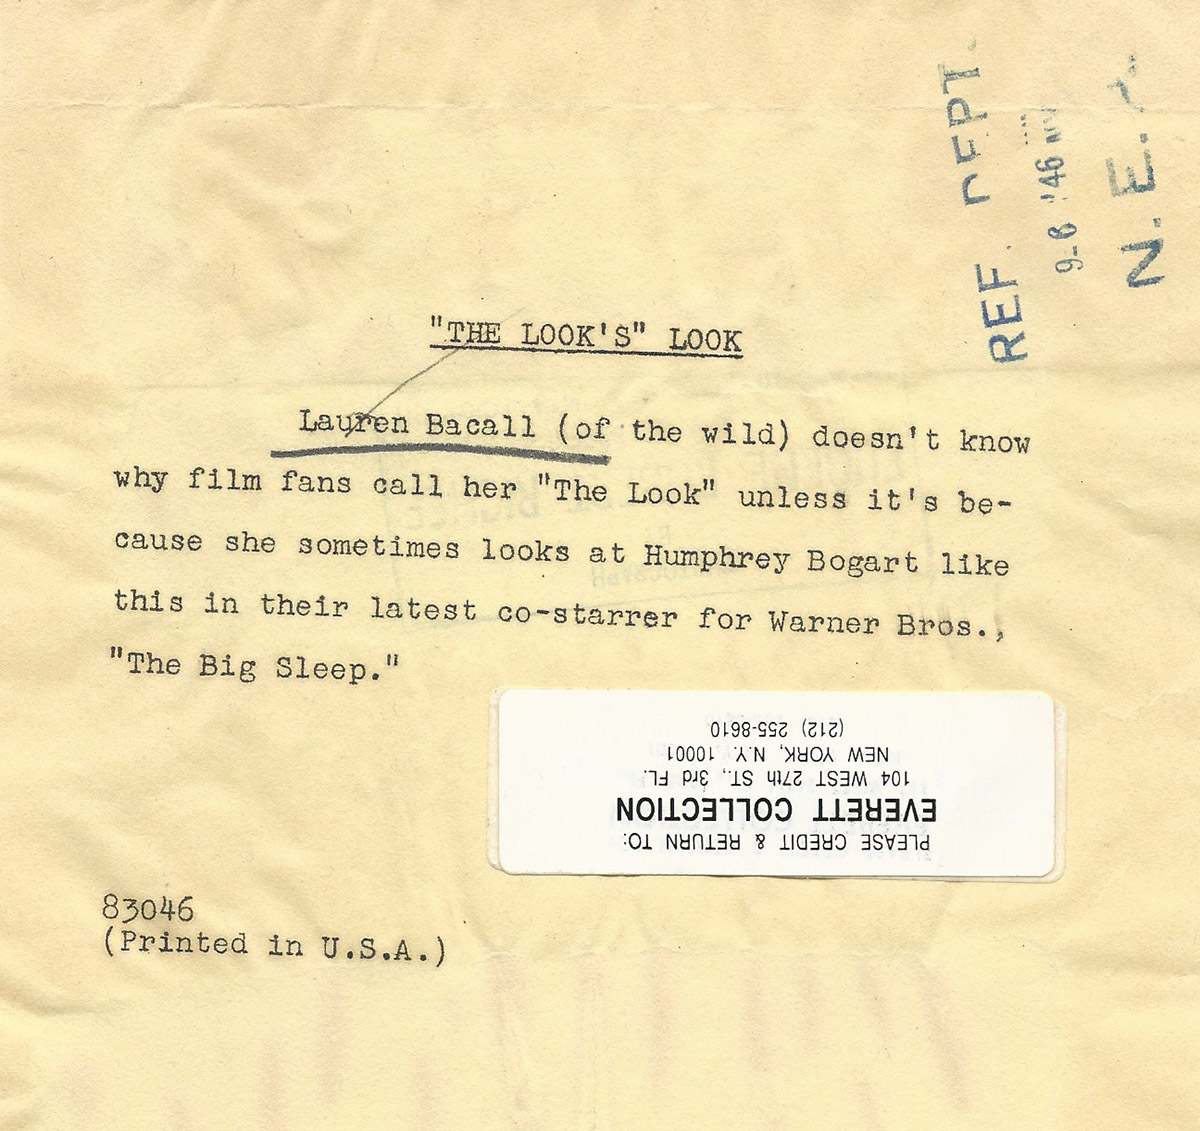 REF. DEPT.
9-6 '46
N. E. A.
"THE LOOK'S" LOOK
Lauren Bacall (of the wild) doesn't know
why film fans call her "The Look" unless it's be-
cause she sometimes looks at Humphrey Bogart like
this in their latest co-starrer for Warner Bros.,
"The Big Sleep."
PLEASE CREDIT & RETURN TO:
EVERETT COLLECTION
104 WEST 27th ST., 3rd FL.
NEW YORK, N.Y. 10001
(212) 255-8610
83046
(Printed in U.S.A.)